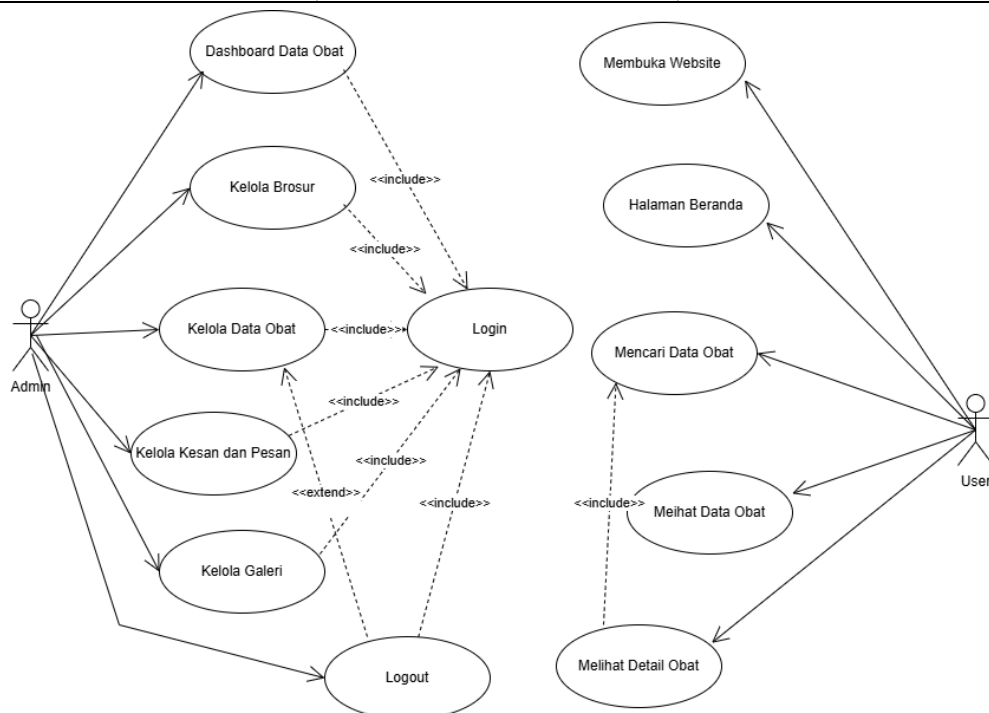 Dashboard Data Obat
Membuka Website
<<include>>
Kelola Brosur
Halaman Beranda
<<include>>
Kelola Data Obat
<<include>>
Login
Mencari Data Obat
Admin
<<include>>
Kelola Kesan dan Pesan
<<include>>
<<extend>>
<<include>>
<<include>>
Meihat Data Obat
User
Kelola Galeri
Logout
Melihat Detail Obat